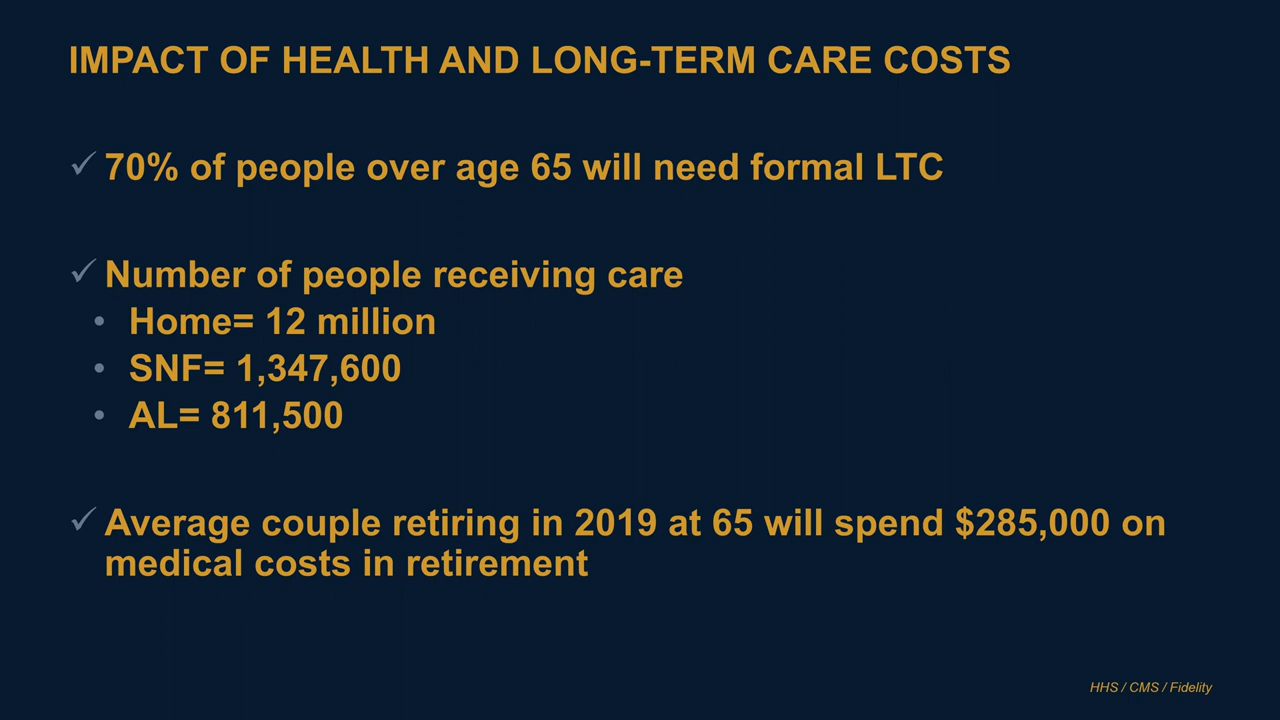 IMPACT OF HEALTH AND LONG-TERM CARE COSTS
✓ 70% of people over age 65 will need formal LTC
✓ Number of people receiving care
• Home= 12 million
• SNF= 1,347,600
• AL= 811,500
✓ Average couple retiring in 2019 at 65 will spend $285,000 on
medical costs in retirement
HHS / CMS / Fidelity